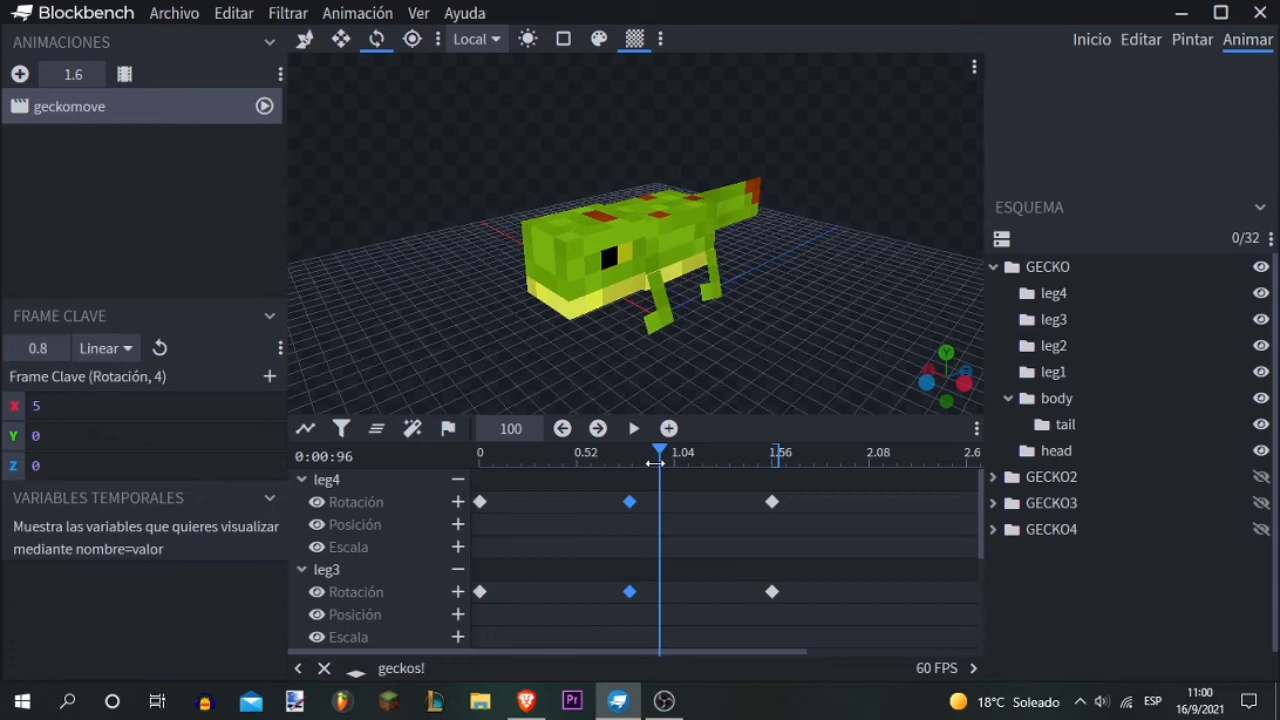 Blockbench Archivo Editar Filtrar Animación Ver Ayuda
ANIMACIONES
Local
Inicio Editar Pintar Animar
1.6
geckomove
ESQUEMA
0/32
GECKO
leg4
leg3
leg2
leg1
body
tail
head
GECKO2
GECKO3
GECKO4
FRAME CLAVE
0.8 Linear
Frame Clave (Rotación, 4)
X 5
Y 0
Z 0
VARIABLES TEMPORALES
Muestra las variables que quieres visualizar
mediante nombre=valor
Y
100
0:00:96
0 0.52 1.04 1.56 2.08 2.6
leg4
Rotación
Posición
Escala
leg3
Rotación
Posición
Escala
geckos!
60 FPS
Pr
18°C Soleado
ESP
11:00
16/9/2021